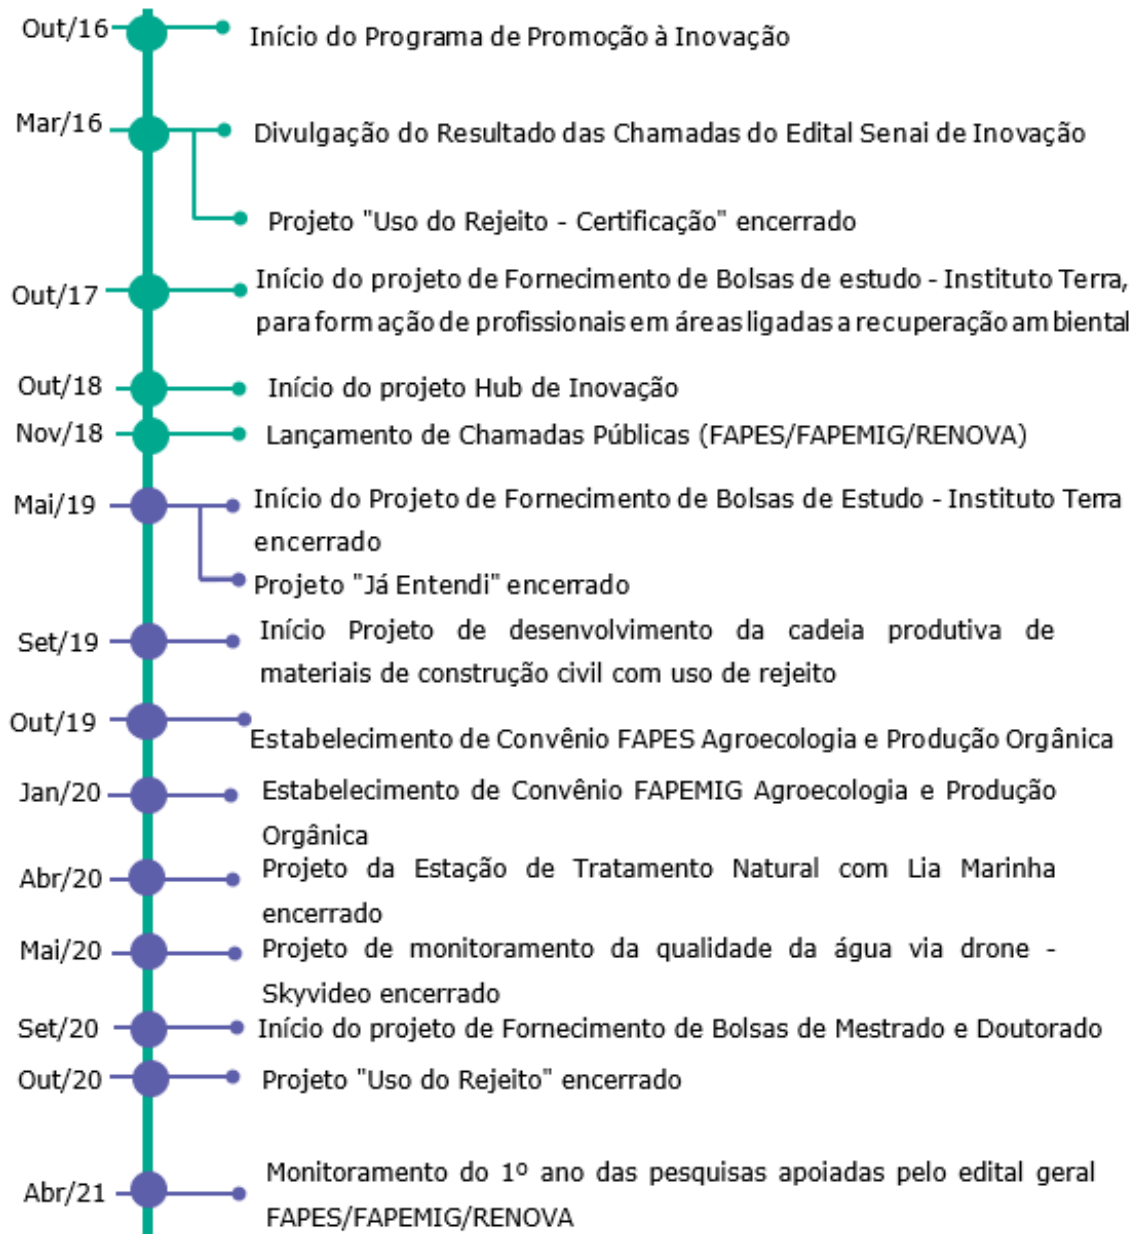 Out/16 Início do Programa de Promoção à Inovação
Mar/16 Divulgação do Resultado das Chamadas do Edital Senai de Inovação
Projeto "Uso do Rejeito - Certificação" encerrado
Out/17 Início do projeto de Fornecimento de Bolsas de estudo - Instituto Terra,
para formação de profissionais em áreas ligadas a recuperação ambiental
Out/18 Início do projeto Hub de Inovação
Nov/18 Lançamento de Chamadas Públicas (FAPES/FAPEMIG/RENOVA)
Mai/19 Início do Projeto de Fornecimento de Bolsas de Estudo - Instituto Terra
encerrado
Projeto "Já Entendi" encerrado
Set/19 Início Projeto de desenvolvimento da cadeia produtiva de
materiais de construção civil com uso de rejeito
Out/19 Estabelecimento de Convênio FAPES Agroecologia e Produção Orgânica
Jan/20 Estabelecimento de Convênio FAPEMIG Agroecologia e Produção
Orgânica
Abr/20 Projeto da Estação de Tratamento Natural com Lia Marinha
encerrado
Mai/20 Projeto de monitoramento da qualidade da água via drone -
Skyvideo encerrado
Set/20 Início do projeto de Fornecimento de Bolsas de Mestrado e Doutorado
Out/20 Projeto "Uso do Rejeito" encerrado
Abr/21 Monitoramento do 1º ano das pesquisas apoiadas pelo edital geral
FAPES/FAPEMIG/RENOVA